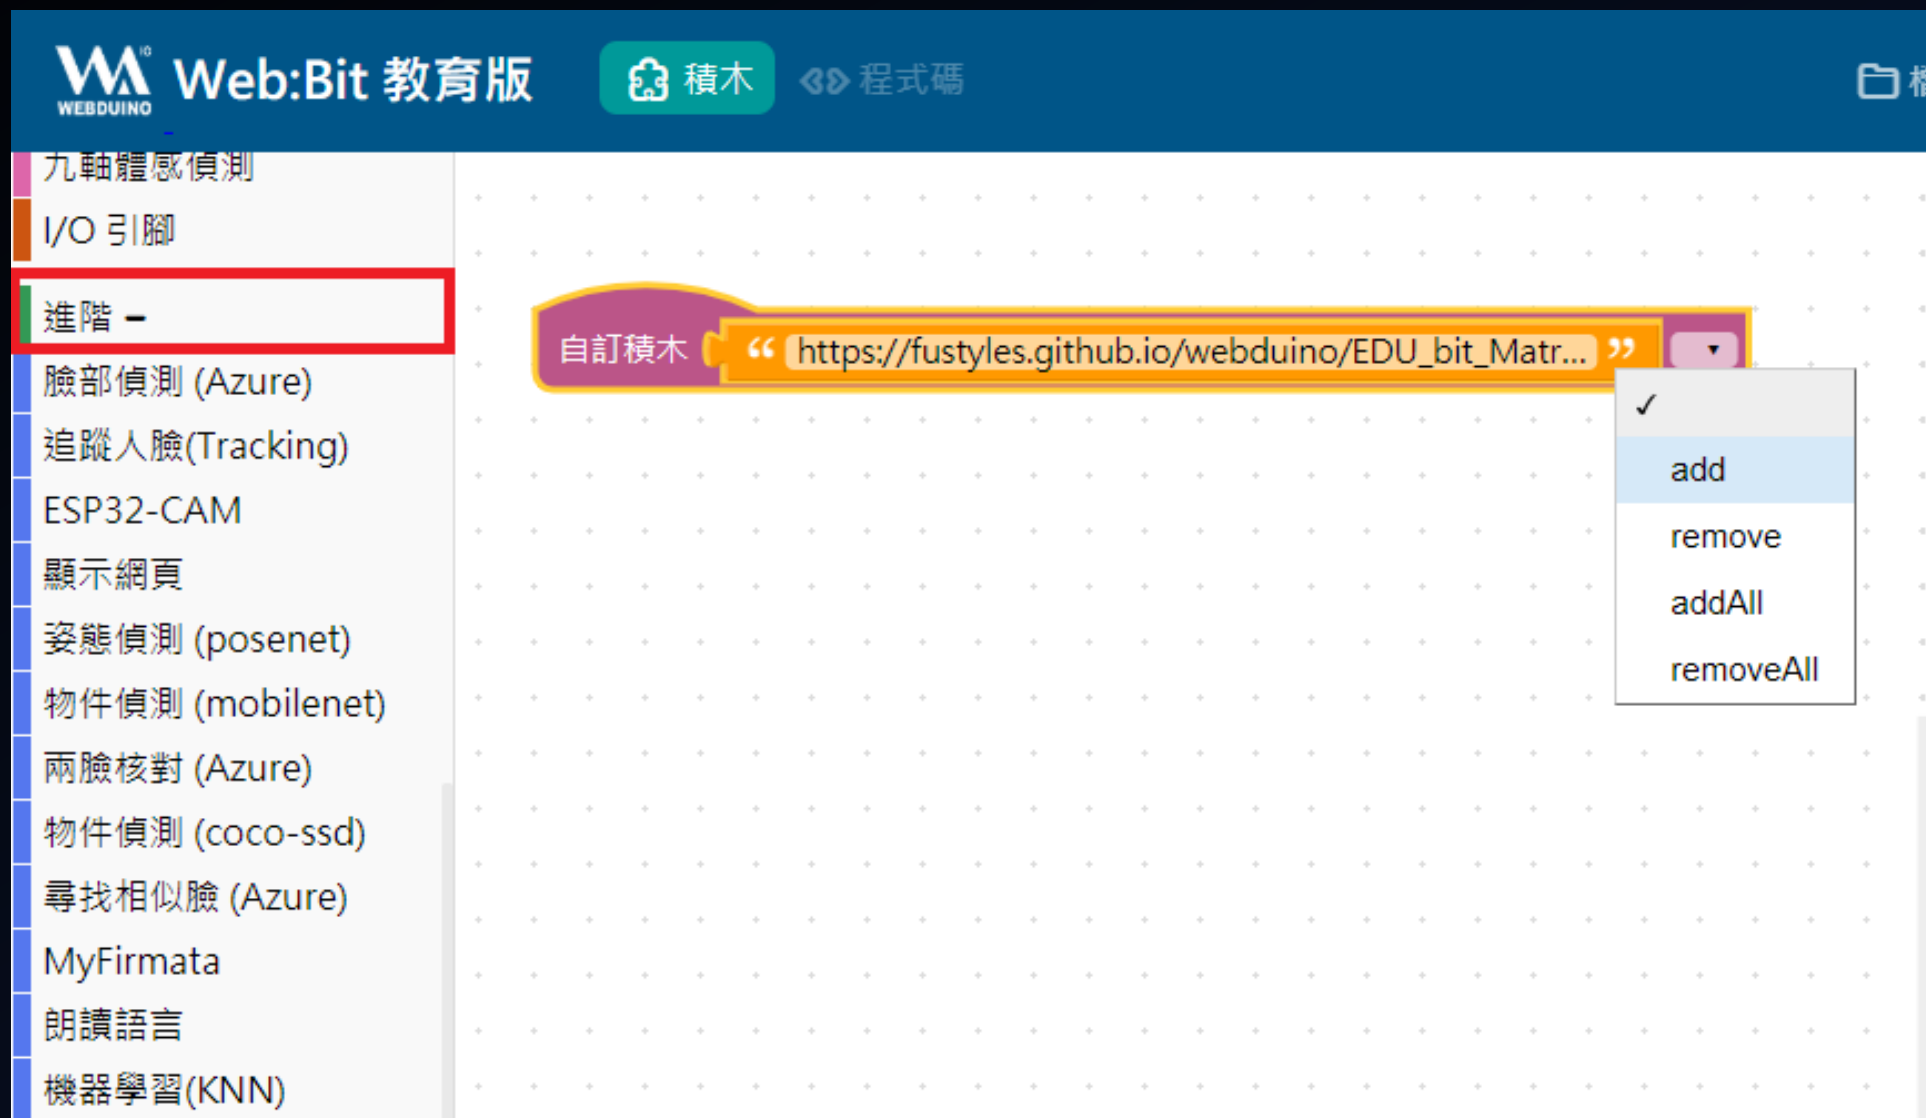 WEBDUINO
IO
Web:Bit 教育版
積木
程式碼
九軸體感偵測
I/O 引腳
進階 –
臉部偵測 (Azure)
追蹤人臉(Tracking)
ESP32-CAM
顯示網頁
姿態偵測 (posenet)
物件偵測 (mobilenet)
兩臉核對 (Azure)
物件偵測 (coco-ssd)
尋找相似臉 (Azure)
MyFirmata
朗讀語言
機器學習(KNN)
自訂積木 “ https://fustyles.github.io/webduino/EDU_bit_Matr... ” ▾
✓
add
remove
addAll
removeAll